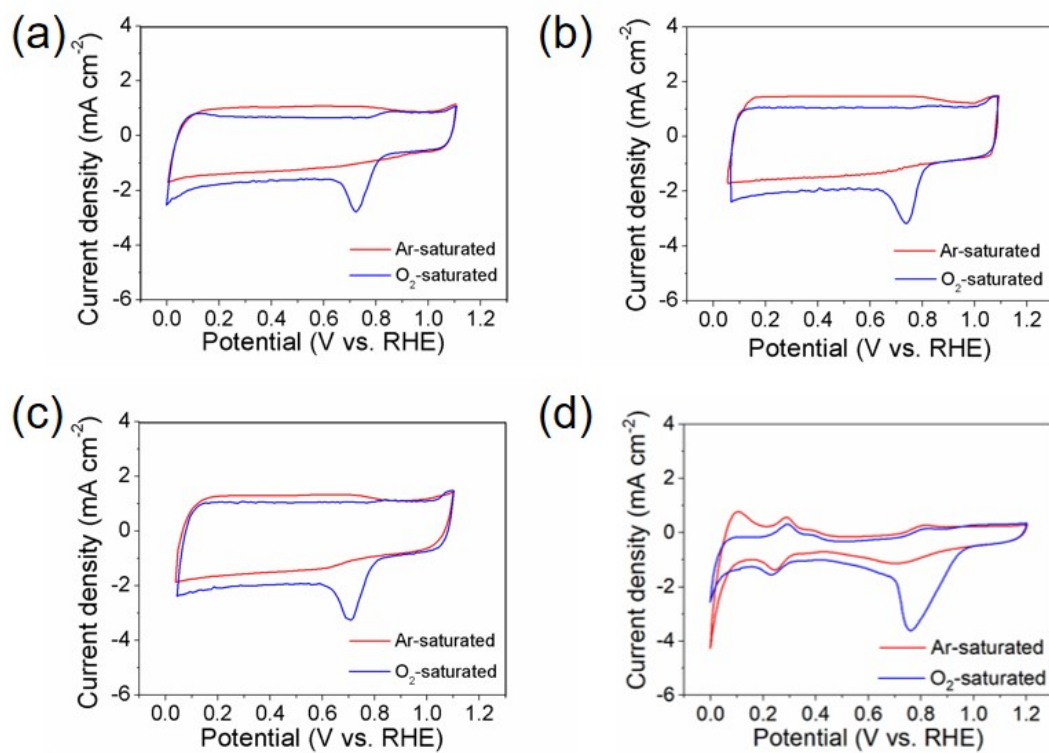 (a)
Current density (mA cm⁻²)
4
2
0
-2
-4
-6
Ar-saturated
O₂-saturated
0.0 0.2 0.4 0.6 0.8 1.0 1.2
Potential (V vs. RHE)
(b)
Current density (mA cm⁻²)
4
2
0
-2
-4
-6
Ar-saturated
O₂-saturated
0.0 0.2 0.4 0.6 0.8 1.0 1.2
Potential (V vs. RHE)
(c)
Current density (mA cm⁻²)
4
2
0
-2
-4
-6
Ar-saturated
O₂-saturated
0.0 0.2 0.4 0.6 0.8 1.0 1.2
Potential (V vs. RHE)
(d)
Current density (mA cm⁻²)
4
2
0
-2
-4
-6
Ar-saturated
O₂-saturated
0.0 0.2 0.4 0.6 0.8 1.0 1.2
Potential (V vs. RHE)